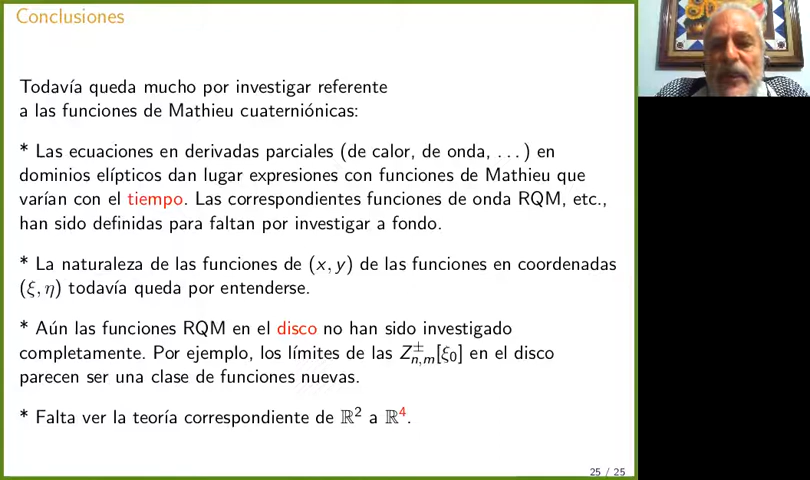 Conclusiones
Todavía queda mucho por investigar referente
a las funciones de Mathieu cuaterniónicas:
* Las ecuaciones en derivadas parciales (de calor, de onda, . . . ) en
dominios elípticos dan lugar expresiones con funciones de Mathieu que
varían con el tiempo. Las correspondientes funciones de onda RQM, etc.,
han sido definidas para faltan por investigar a fondo.
* La naturaleza de las funciones de (x, y) de las funciones en coordenadas
(ξ, η) todavía queda por entenderse.
* Aún las funciones RQM en el disco no han sido investigado
completamente. Por ejemplo, los límites de las Z±n,m[ξ0] en el disco
parecen ser una clase de funciones nuevas.
* Falta ver la teoría correspondiente de ℝ² a ℝ⁴.
25 / 25